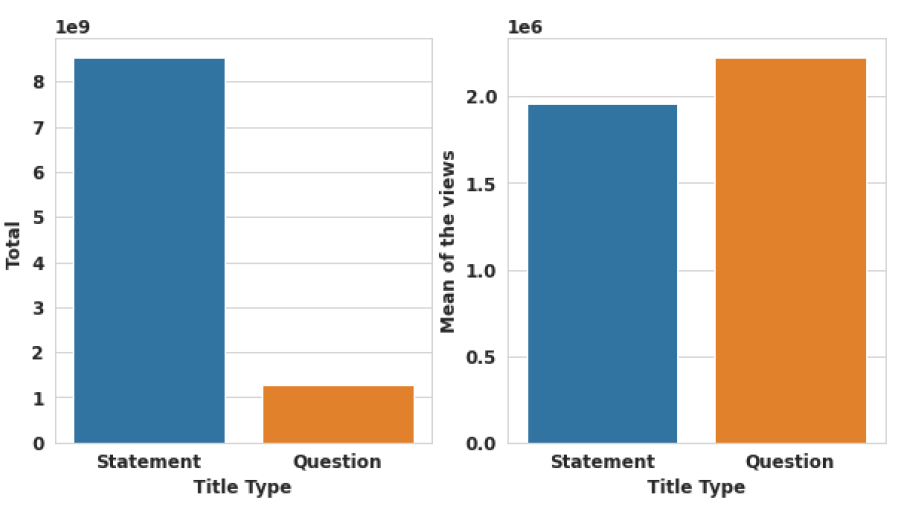 1e9
8
7
6
5
4
3
2
1
0
Total
Statement Question
Title Type
1e6
2.0
1.5
1.0
0.5
0.0
Mean of the views
Statement Question
Title Type